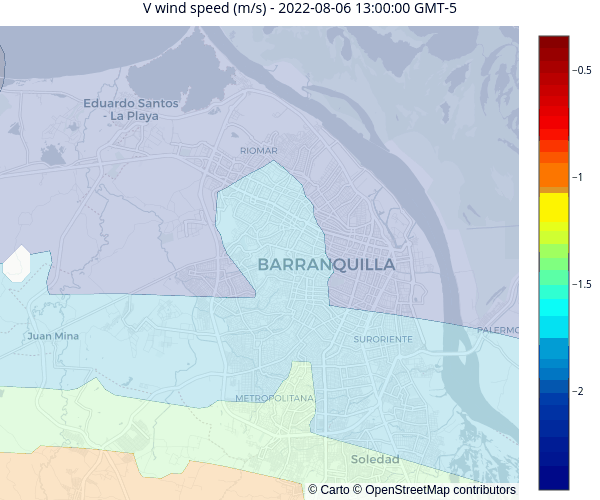 V wind speed (m/s) - 2022-08-06 13:00:00 GMT-5
Eduardo Santos
- La Playa
RIOMAR
BARRANQUILLA
PALERMO
Juan Mina
SURORIENTE
METROPOLITANA
Soledad
−0.5
−1
−1.5
−2
© Carto © OpenStreetMap contributors